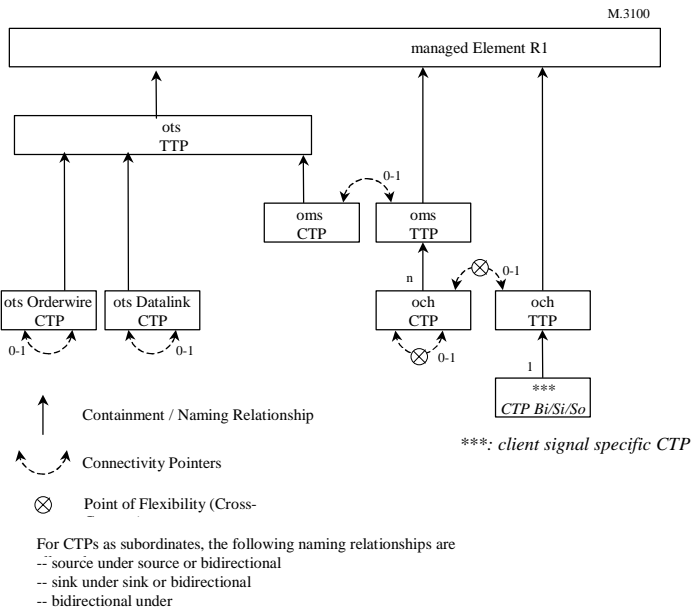 M.3100
managed Element R1
ots
TTP
0-1
oms
CTP
oms
TTP
n
0-1
ots Orderwire
CTP
ots Datalink
CTP
och
CTP
och
TTP
0-1
0-1
0-1
1
***
CTP Bi/Si/So
Containment / Naming Relationship
***: client signal specific CTP
Connectivity Pointers
Point of Flexibility (Cross-
For CTPs as subordinates, the following naming relationships are
-- source under source or bidirectional
-- sink under sink or bidirectional
-- bidirectional under